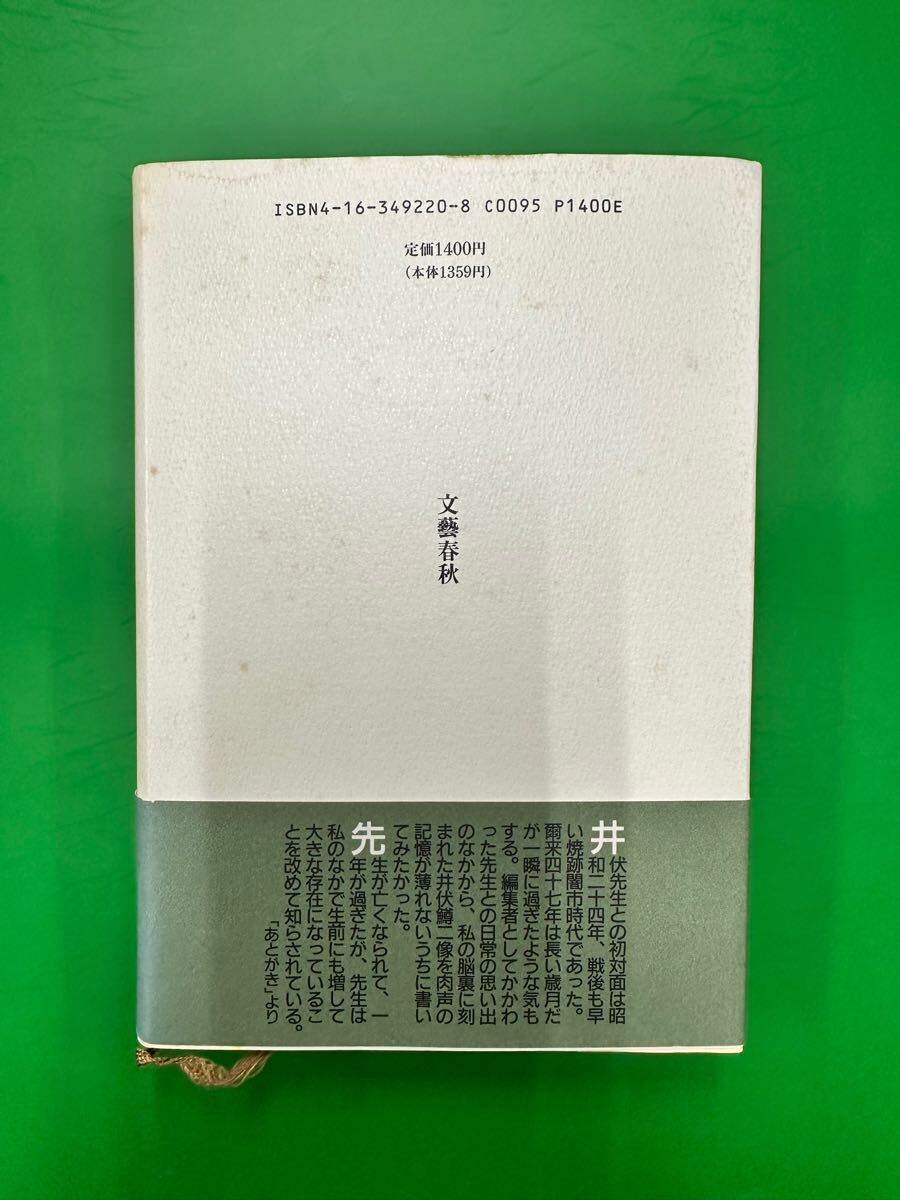 ISBN4-16-349220-8 C0095 P1400E
定価1400円
（本体1359円）
文藝春秋
井伏先生との初対面は昭
和二十四年、戦後も早
い焼跡闇市時代であった。
爾来四十七年は長い歳月だ
が一瞬に過ぎたような気も
する。編集者としてかかわ
った先生との日常の思い出
のなかから、私の脳裏に刻
まれた井伏鱒二像を肉声の
記憶が薄れないうちに書い
てみたかった。
先生が亡くなられて、一
年が過ぎたが、先生は
私のなかで生前にも増して
大きな存在になっているこ
とを改めて知らされている。
「あとがき」より